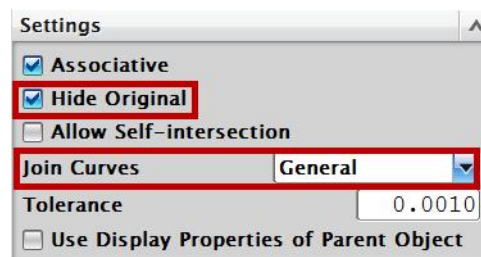 Settings
Associative
Hide Original
Allow Self-intersection
Join Curves General
Tolerance 0.0010
Use Display Properties of Parent Object